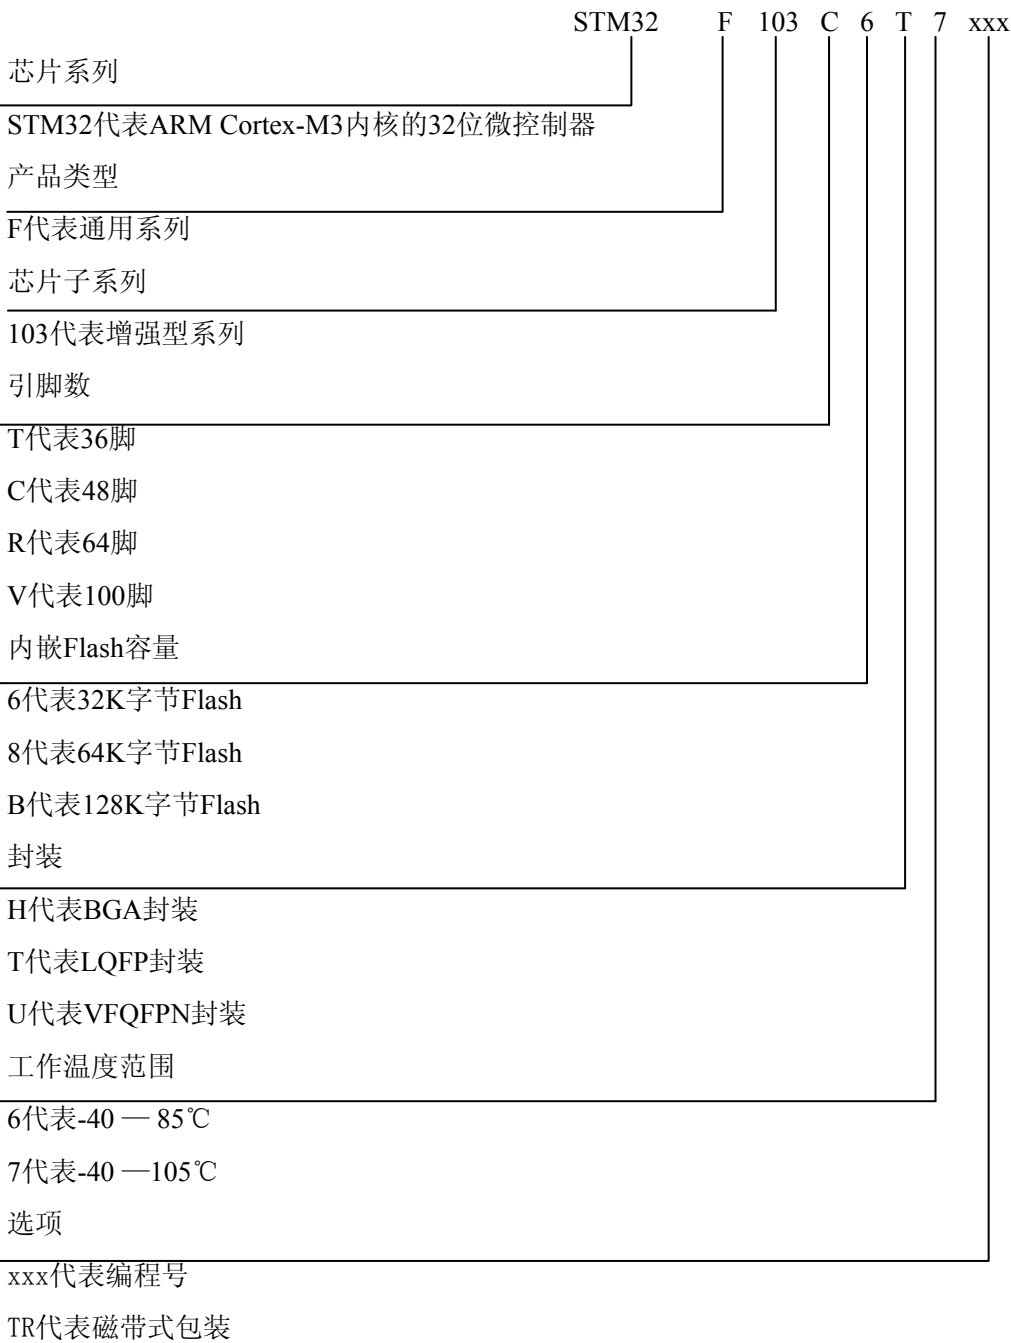 STM32 F 103 C 6 T 7 xxx
芯片系列
STM32代表ARM Cortex-M3内核的32位微控制器
产品类型
F代表通用系列
芯片子系列
103代表增强型系列
引脚数
T代表36脚
C代表48脚
R代表64脚
V代表100脚
内嵌Flash容量
6代表32K字节Flash
8代表64K字节Flash
B代表128K字节Flash
封装
H代表BGA封装
T代表LQFP封装
U代表VFQFPN封装
工作温度范围
6代表-40 — 85℃
7代表-40 —105℃
选项
xxx代表编程号
TR代表磁带式包装